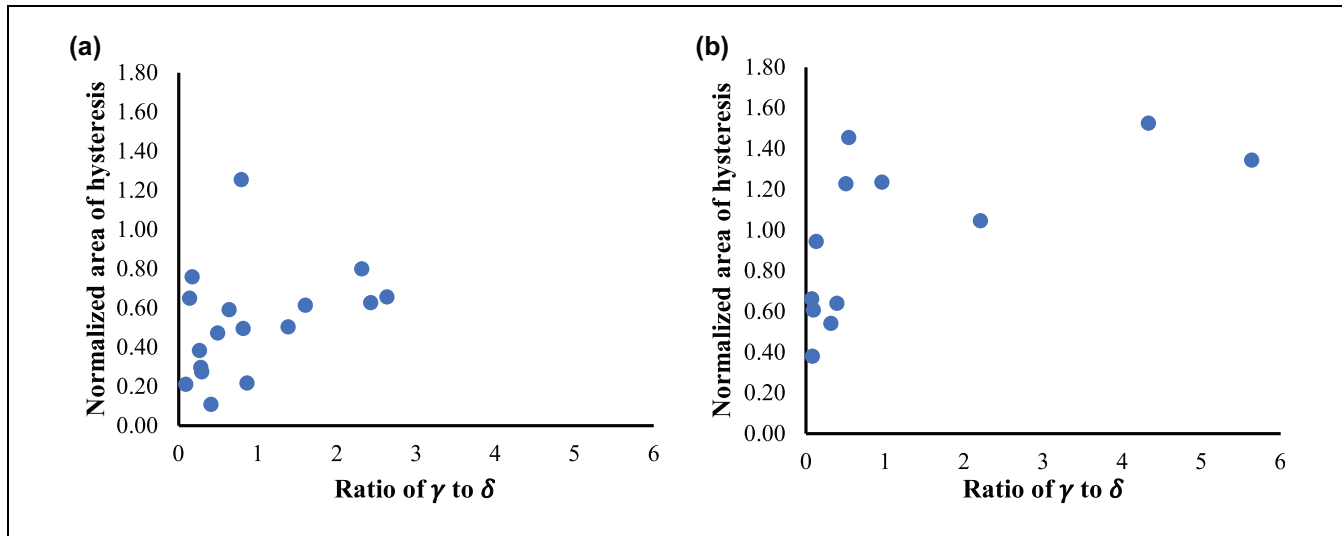 (a)
Normalized area of hysteresis
1.80
1.60
1.40
1.20
1.00
0.80
0.60
0.40
0.20
0.00
0 1 2 3 4 5 6
Ratio of γ to δ
(b)
Normalized area of hysteresis
1.80
1.60
1.40
1.20
1.00
0.80
0.60
0.40
0.20
0.00
0 1 2 3 4 5 6
Ratio of γ to δ